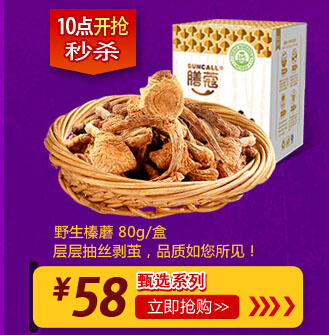 10点开抢
秒杀
SUNCALL®
膳蔻
野生榛蘑 80g/盒
层层抽丝剥茧，品质如您所见！
¥58
甄选系列
立即抢购>>